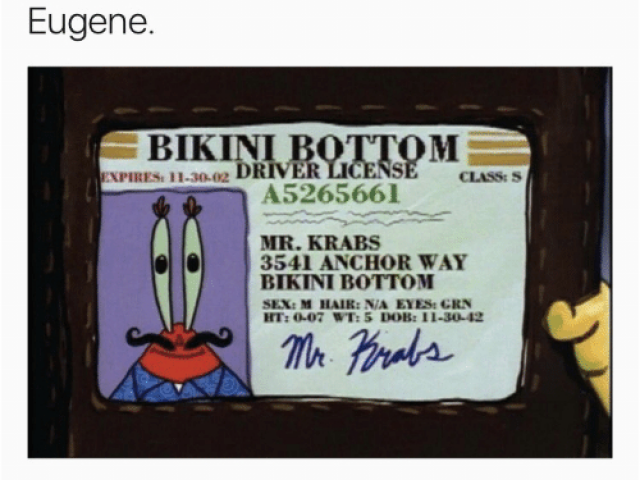 Eugene.
BIKINI BOTTOM
DRIVER LICENSE
EXPIRES: 11-30-02
CLASS: S
A5265661
MR. KRABS
3541 ANCHOR WAY
BIKINI BOTTOM
SEX: M HAIR: N/A EYES: GRN
HT: 0-07 WT: 5 DOB: 11-30-42
Mr. Krabs